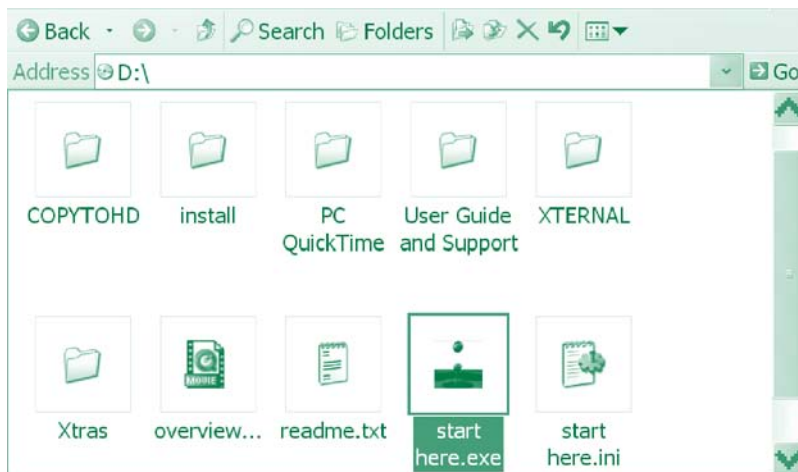 Back Search Folders
Address D:\ Go
COPYTOHD install PC User Guide XTERNAL
QuickTime and Support
MOVIE
Xtras overview... readme.txt start start
here.exe here.ini